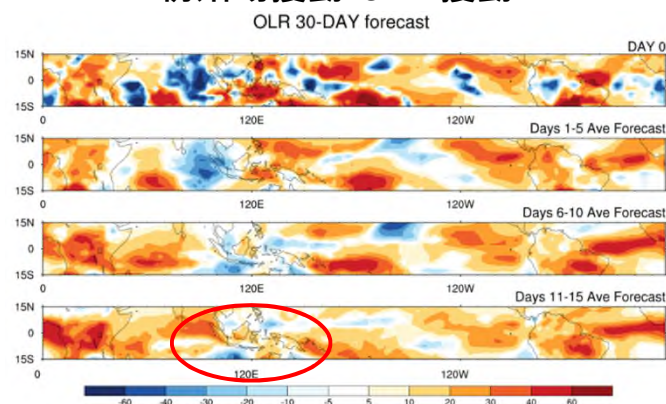 OLR 30-DAY forecast
DAY 0
15N
0
15S
0 120E 120W
Days 1-5 Ave Forecast
15N
0
15S
0 120E 120W
Days 6-10 Ave Forecast
15N
0
15S
0 120E 120W
Days 11-15 Ave Forecast
15N
0
15S
0 120E 120W
-60 -40 -30 -20 -10 -5 5 10 20 30 40 60